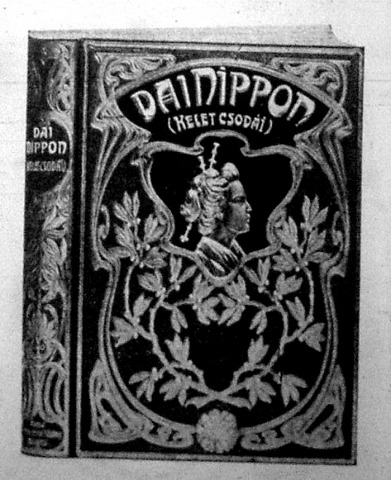 DAI
NIPPON
(KELET CSODÁI)
DAI NIPPON
(KELET CSODÁI)